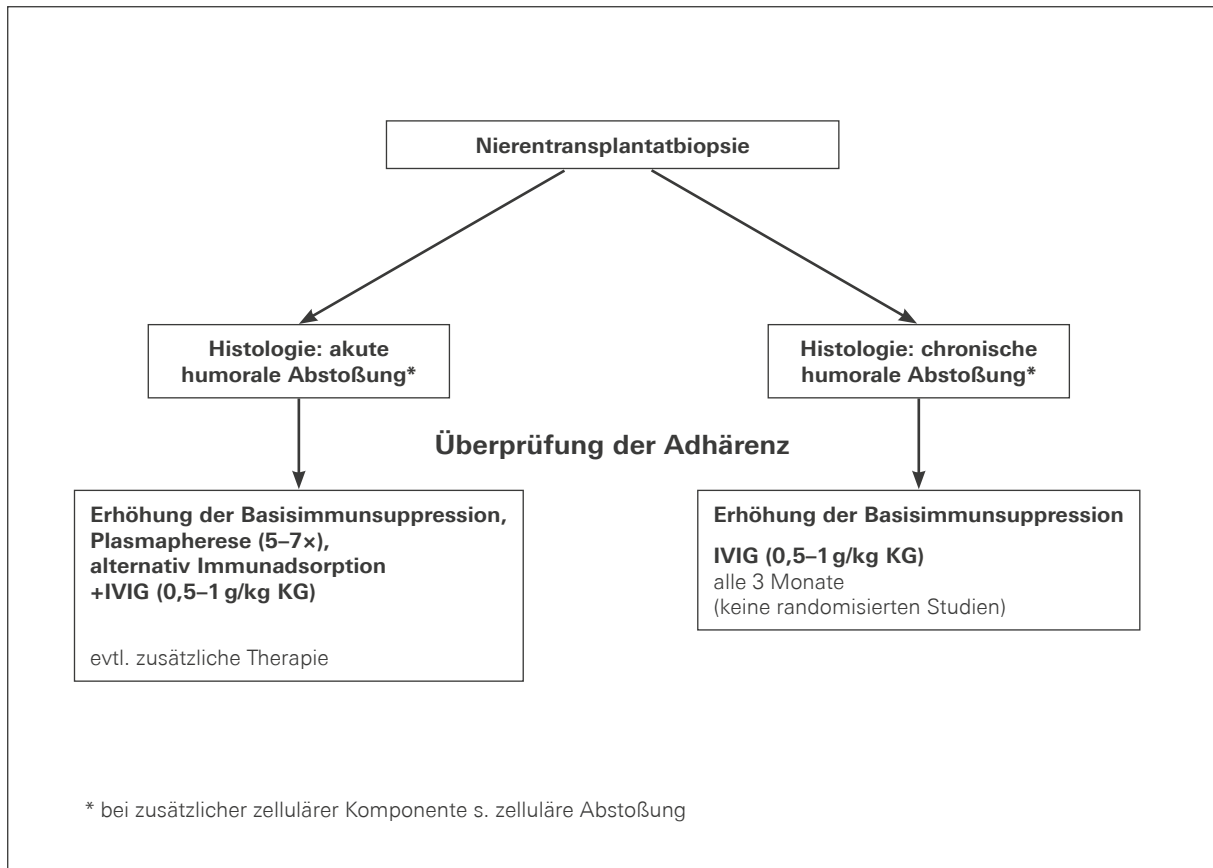 Nierentransplantatbiopsie
Histologie: akute
humorale Abstoßung*
Histologie: chronische
humorale Abstoßung*
Überprüfung der Adhärenz
Erhöhung der Basisimmunsuppression,
Plasmapherese (5–7×),
alternativ Immunadsorption
+IVIG (0,5–1 g/kg KG)
evtl. zusätzliche Therapie
Erhöhung der Basisimmunsuppression
IVIG (0,5–1 g/kg KG)
alle 3 Monate
(keine randomisierten Studien)
* bei zusätzlicher zellulärer Komponente s. zelluläre Abstoßung